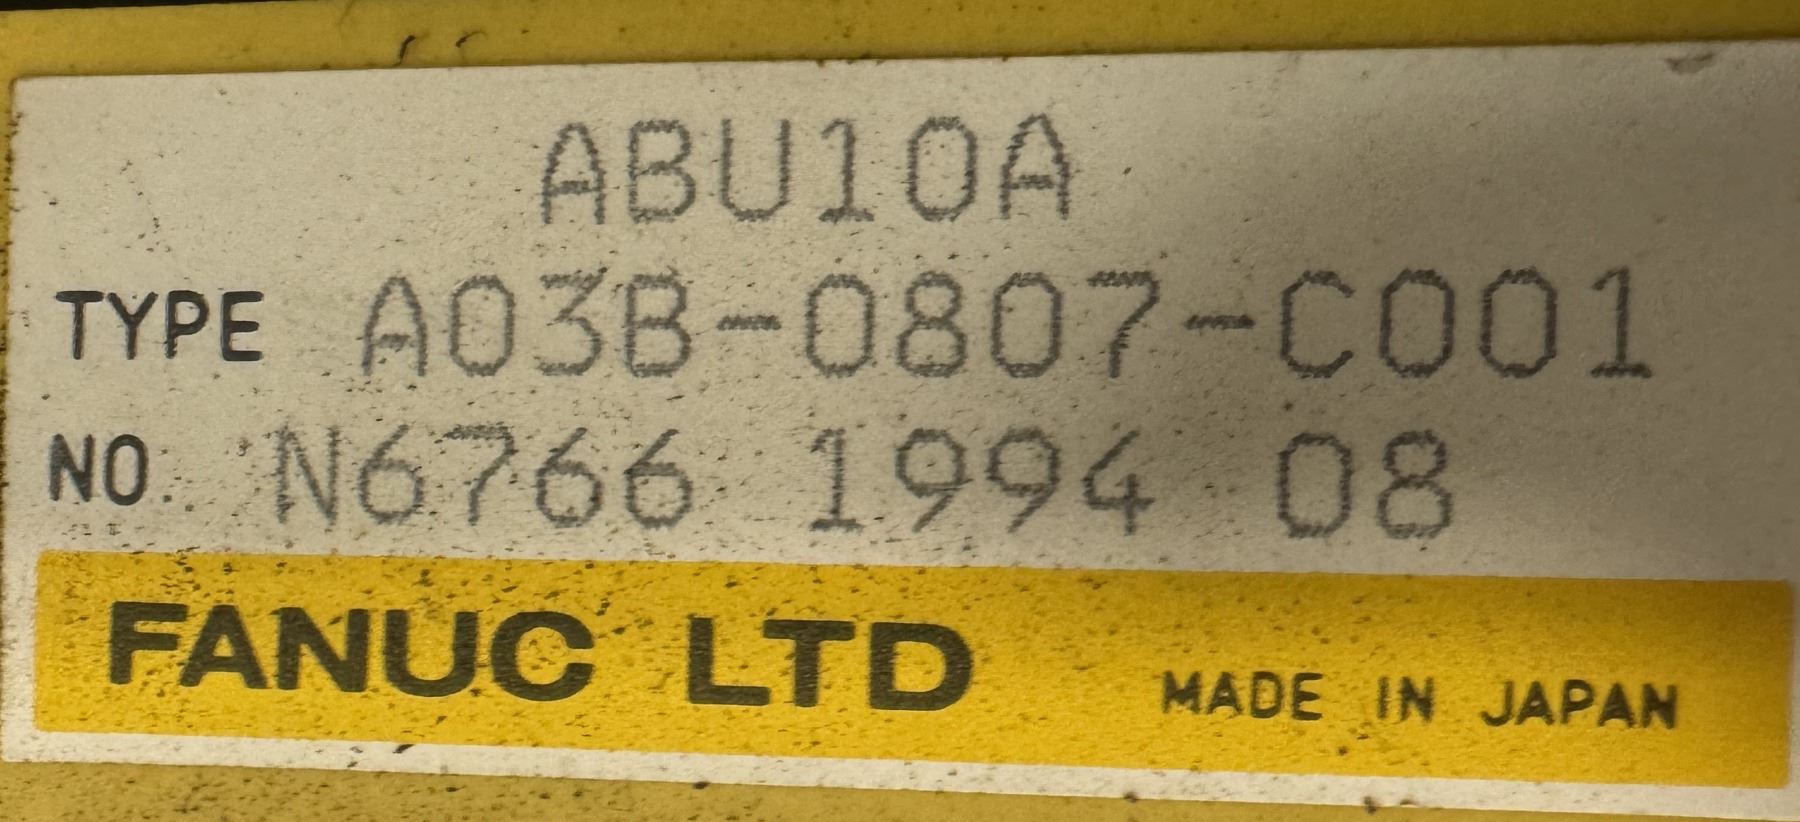 ABU10A
TYPE A03B-0807-C001
NO. N6766 1994 08
FANUC LTD MADE IN JAPAN